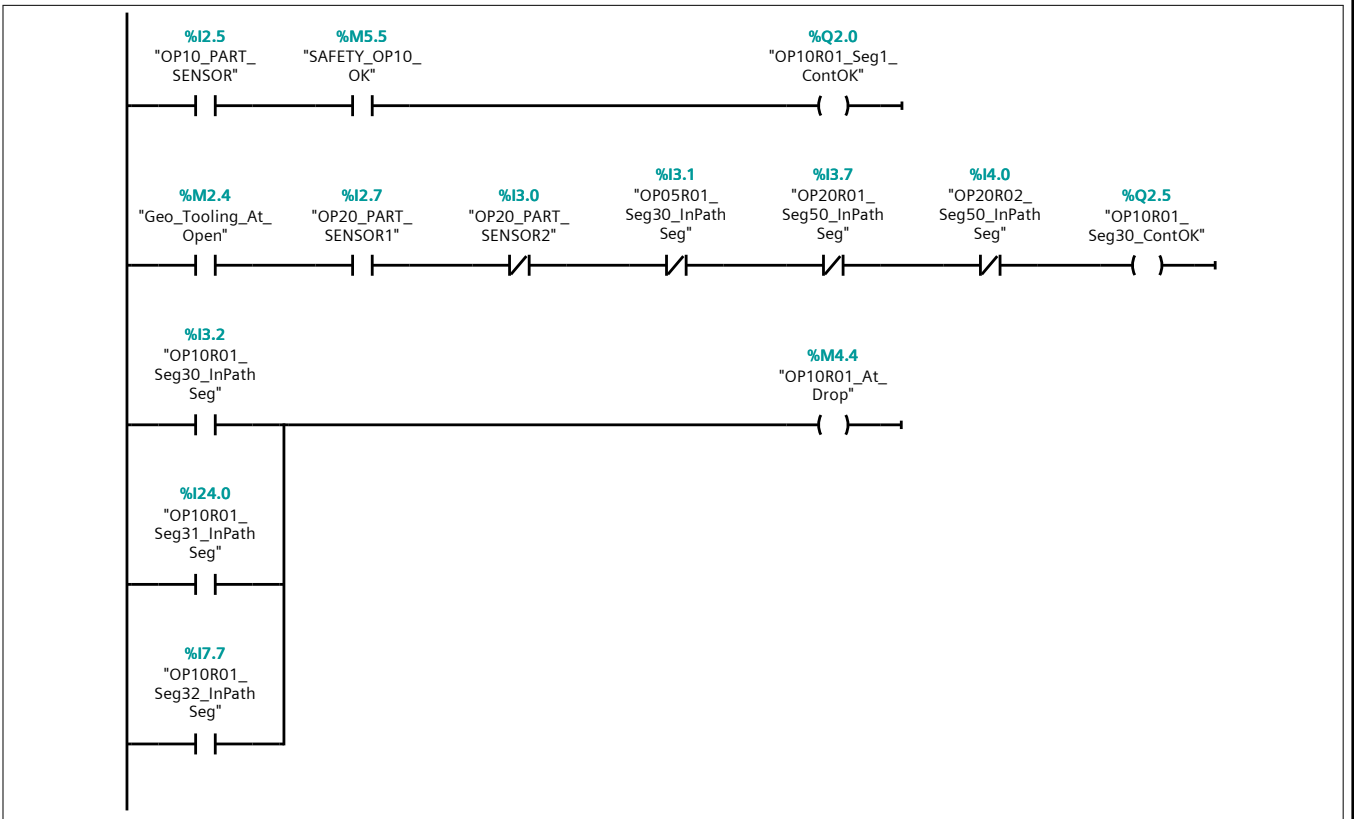 %I2.5
"OP10_PART_
SENSOR"
%M5.5
"SAFETY_OP10_
OK"
%Q2.0
"OP10R01_Seg1_
ContOK"
%M2.4
"Geo_Tooling_At_
Open"
%I2.7
"OP20_PART_
SENSOR1"
%I3.0
"OP20_PART_
SENSOR2"
%I3.1
"OP05R01_
Seg30_InPath
Seg"
%I3.7
"OP20R01_
Seg50_InPath
Seg"
%I4.0
"OP20R02_
Seg50_InPath
Seg"
%Q2.5
"OP10R01_
Seg30_ContOK"
%I3.2
"OP10R01_
Seg30_InPath
Seg"
%M4.4
"OP10R01_At_
Drop"
%I24.0
"OP10R01_
Seg31_InPath
Seg"
%I7.7
"OP10R01_
Seg32_InPath
Seg"